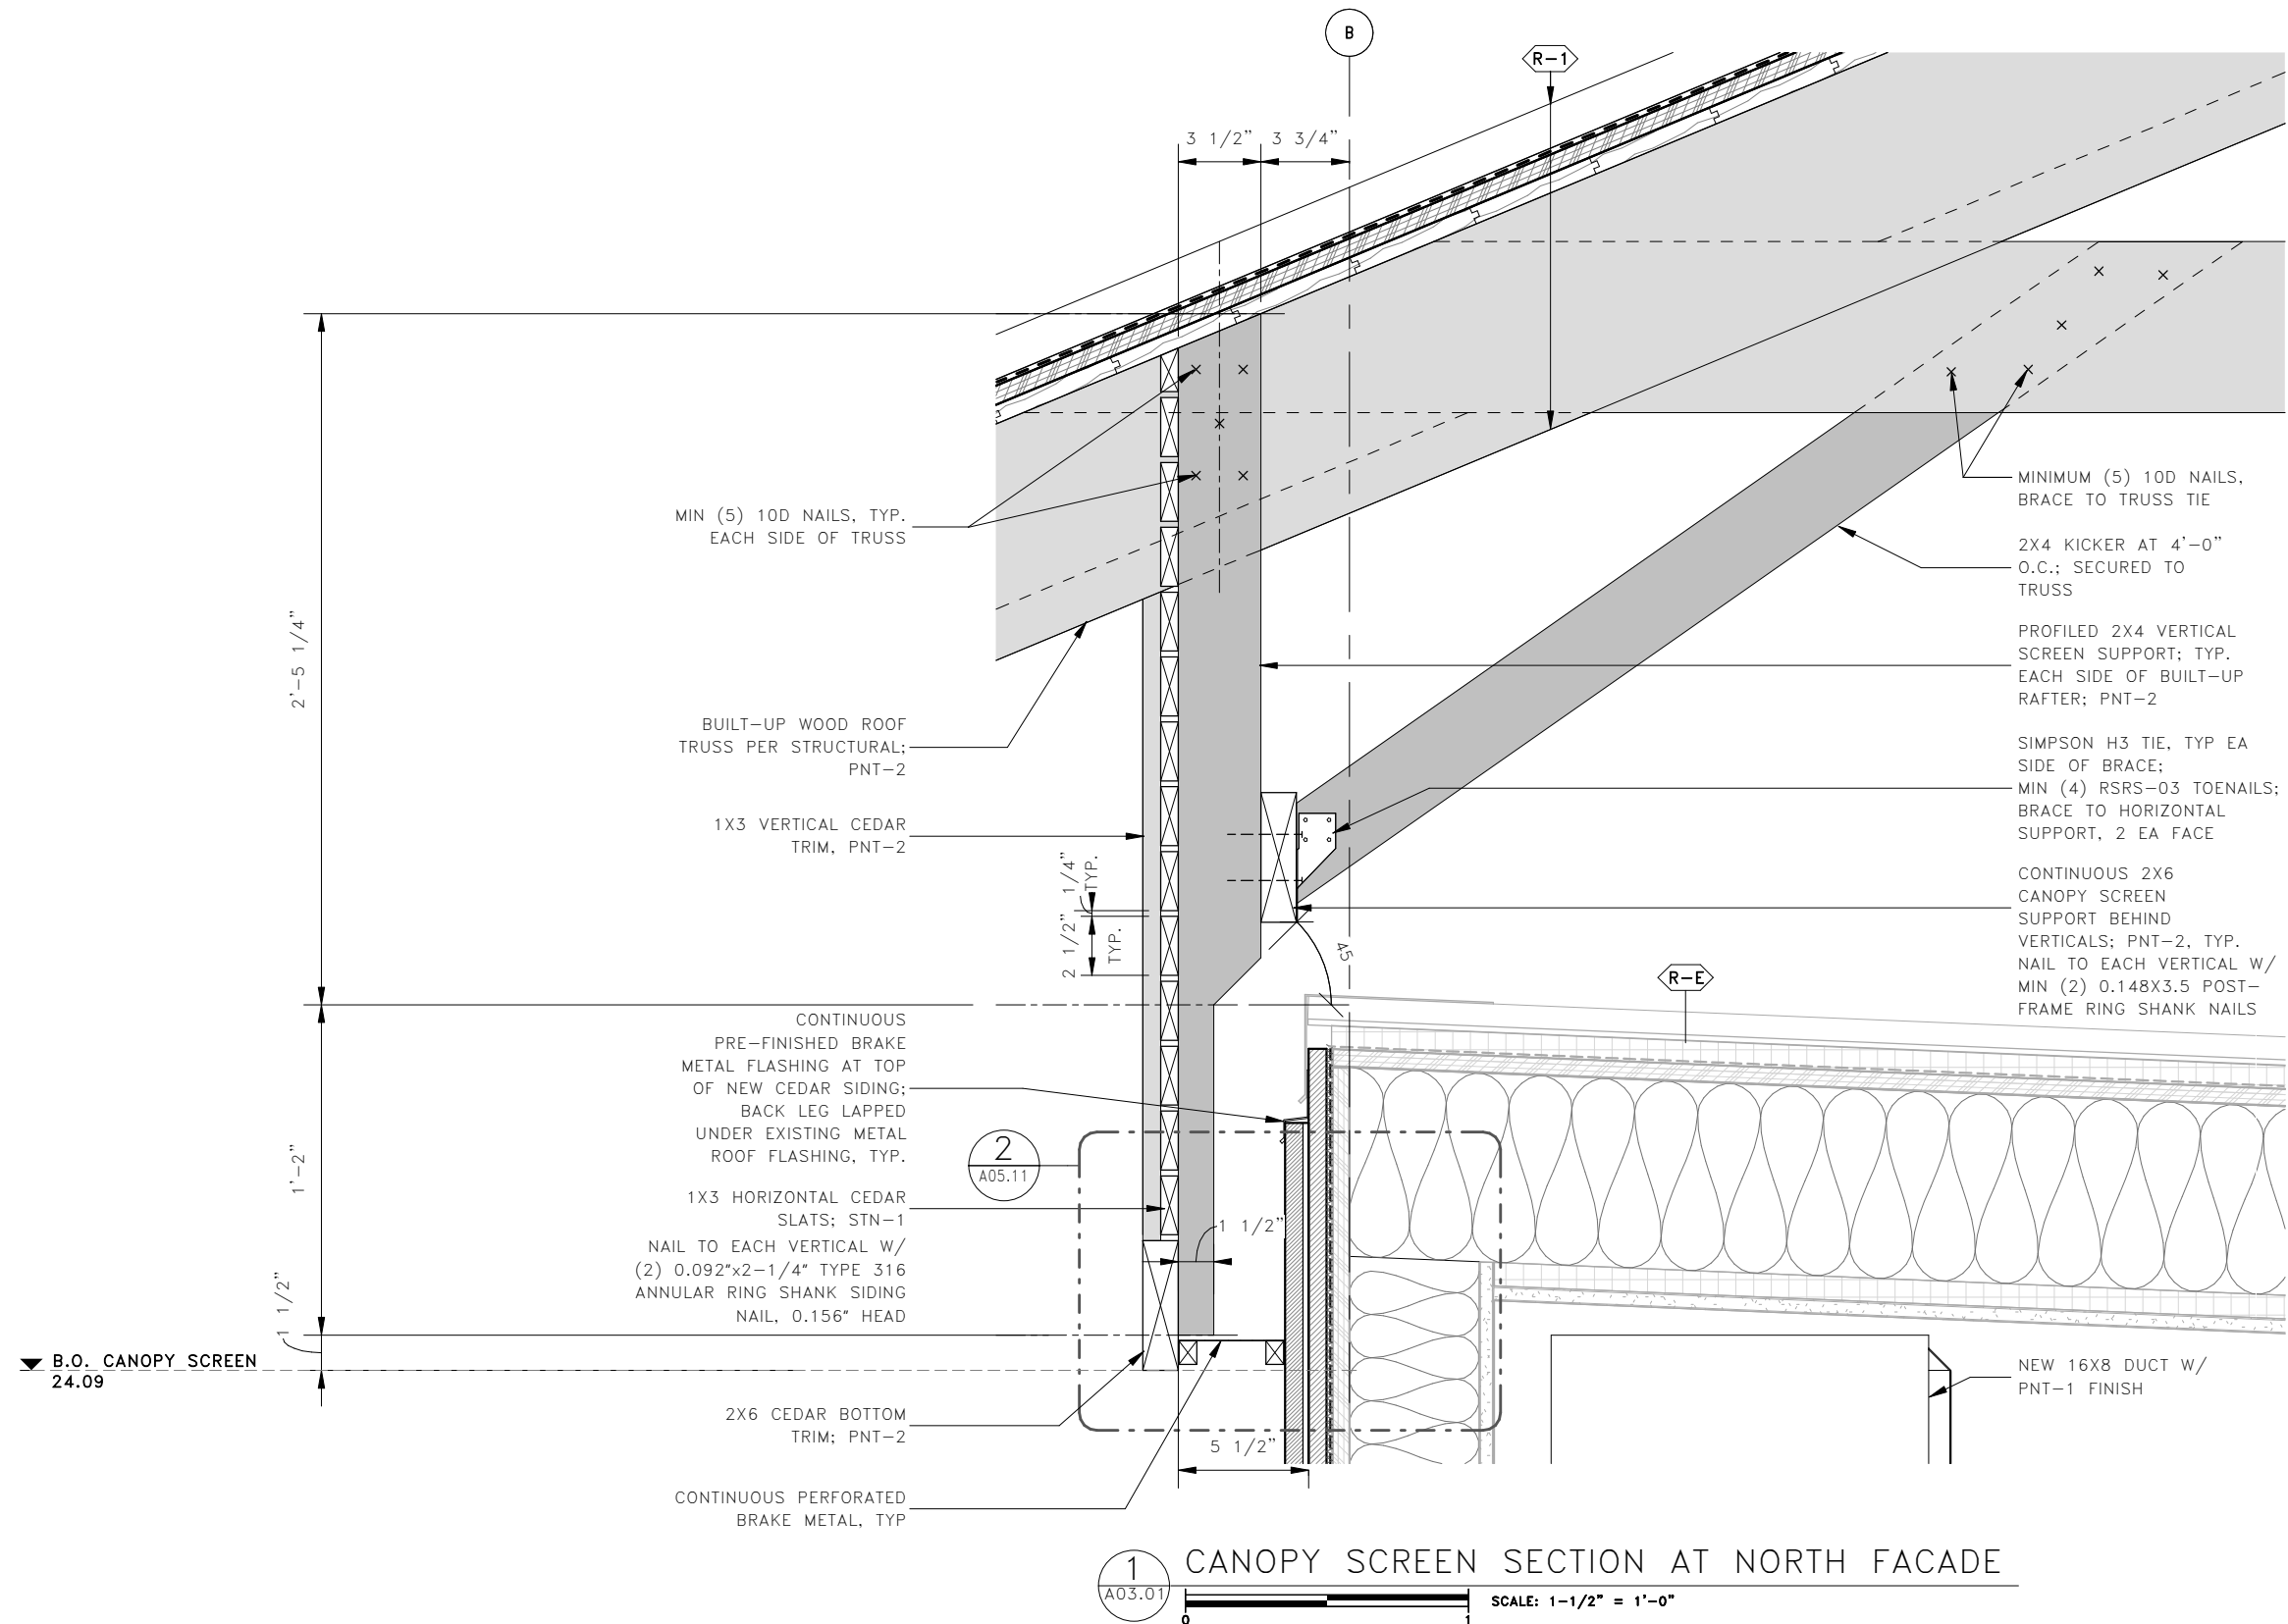 B
R-1
3 1/2" 3 3/4"
2'-5 1/4"
MIN (5) 10D NAILS, TYP.
EACH SIDE OF TRUSS
BUILT-UP WOOD ROOF
TRUSS PER STRUCTURAL;
PNT-2
1X3 VERTICAL CEDAR
TRIM, PNT-2
1/4"
TYP.
2 1/2"
TYP.
45
MINIMUM (5) 10D NAILS,
BRACE TO TRUSS TIE
2X4 KICKER AT 4'-0"
O.C.; SECURED TO
TRUSS
PROFILED 2X4 VERTICAL
SCREEN SUPPORT; TYP.
EACH SIDE OF BUILT-UP
RAFTER; PNT-2
SIMPSON H3 TIE, TYP EA
SIDE OF BRACE;
MIN (4) RSRS-03 TOENAILS;
BRACE TO HORIZONTAL
SUPPORT, 2 EA FACE
CONTINUOUS 2X6
CANOPY SCREEN
SUPPORT BEHIND
VERTICALS; PNT-2, TYP.
NAIL TO EACH VERTICAL W/
MIN (2) 0.148X3.5 POST-
FRAME RING SHANK NAILS
R-E
CONTINUOUS
PRE-FINISHED BRAKE
METAL FLASHING AT TOP
OF NEW CEDAR SIDING;
BACK LEG LAPPED
UNDER EXISTING METAL
ROOF FLASHING, TYP.
2
A05.11
1'-2"
1X3 HORIZONTAL CEDAR
SLATS; STN-1
NAIL TO EACH VERTICAL W/
(2) 0.092"x2-1/4" TYPE 316
ANNULAR RING SHANK SIDING
NAIL, 0.156" HEAD
1 1/2"
1 1/2"
B.O. CANOPY SCREEN
24.09
NEW 16X8 DUCT W/
PNT-1 FINISH
2X6 CEDAR BOTTOM
TRIM; PNT-2
5 1/2"
CONTINUOUS PERFORATED
BRAKE METAL, TYP
1
A03.01
CANOPY SCREEN SECTION AT NORTH FACADE
SCALE: 1-1/2" = 1'-0"
0 1